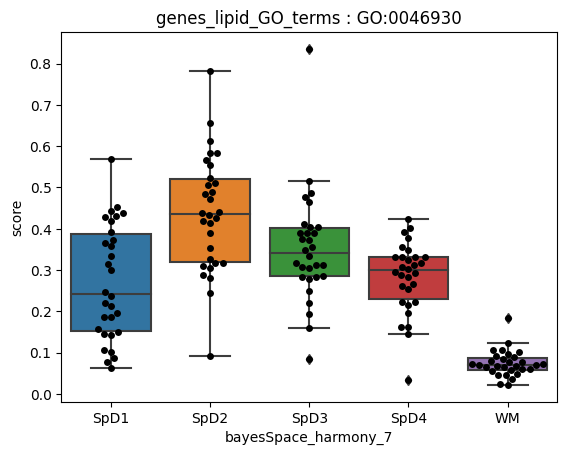 genes_lipid_GO_terms : GO:0046930
0.8
0.7
0.6
0.5
0.4
0.3
0.2
0.1
0.0
score
SpD1 SpD2 SpD3 SpD4 WM
bayesSpace_harmony_7